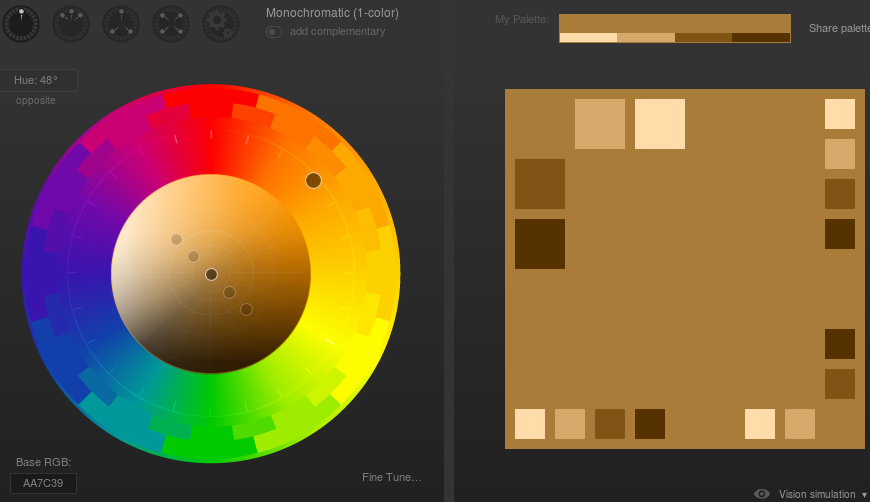 Monochromatic (1-color)
add complementary
My Palette:
Share palette
Hue: 48°
opposite
Base RGB:
AA7C39
Fine Tune...
Vision simulation ▾